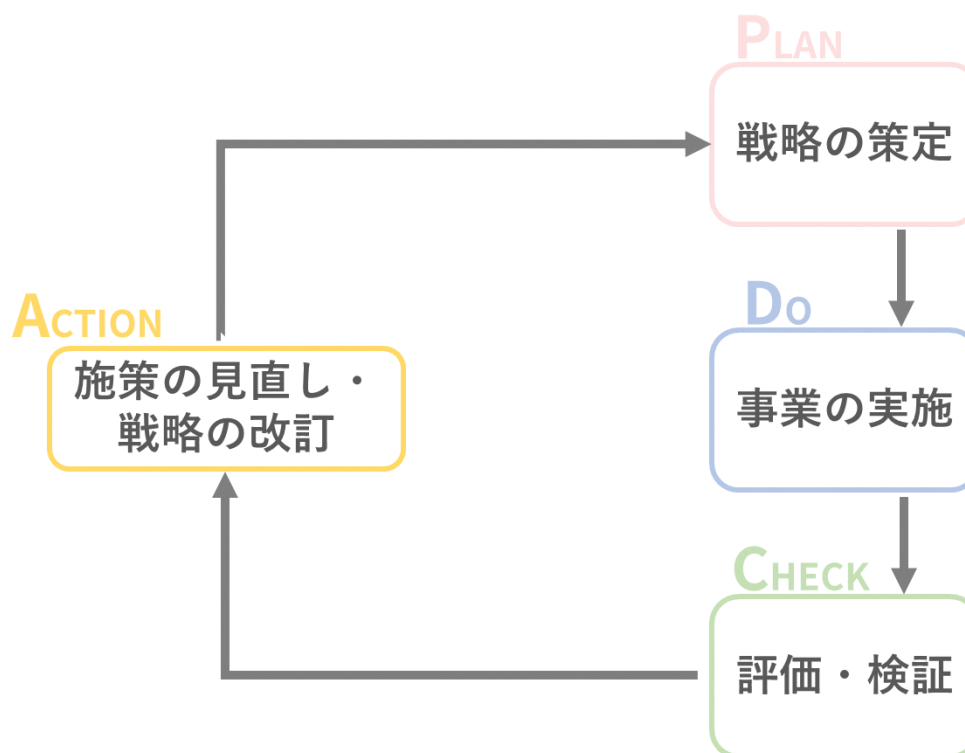 PLAN
戦略の策定
DO
事業の実施
CHECK
評価・検証
ACTION
施策の見直し・
戦略の改訂